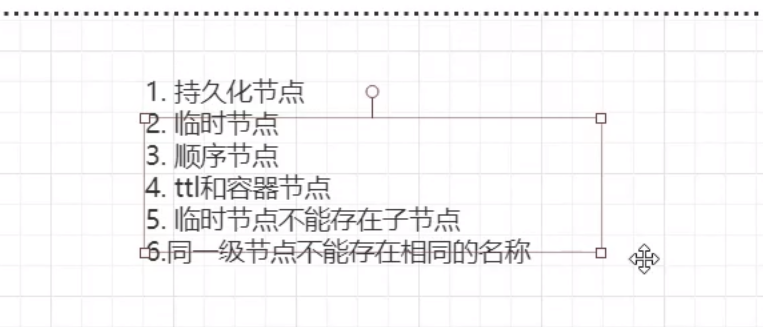 1. 持久化节点
2. 临时节点
3. 顺序节点
4. ttl和容器节点
5. 临时节点不能存在子节点
6.同一级节点不能存在相同的名称